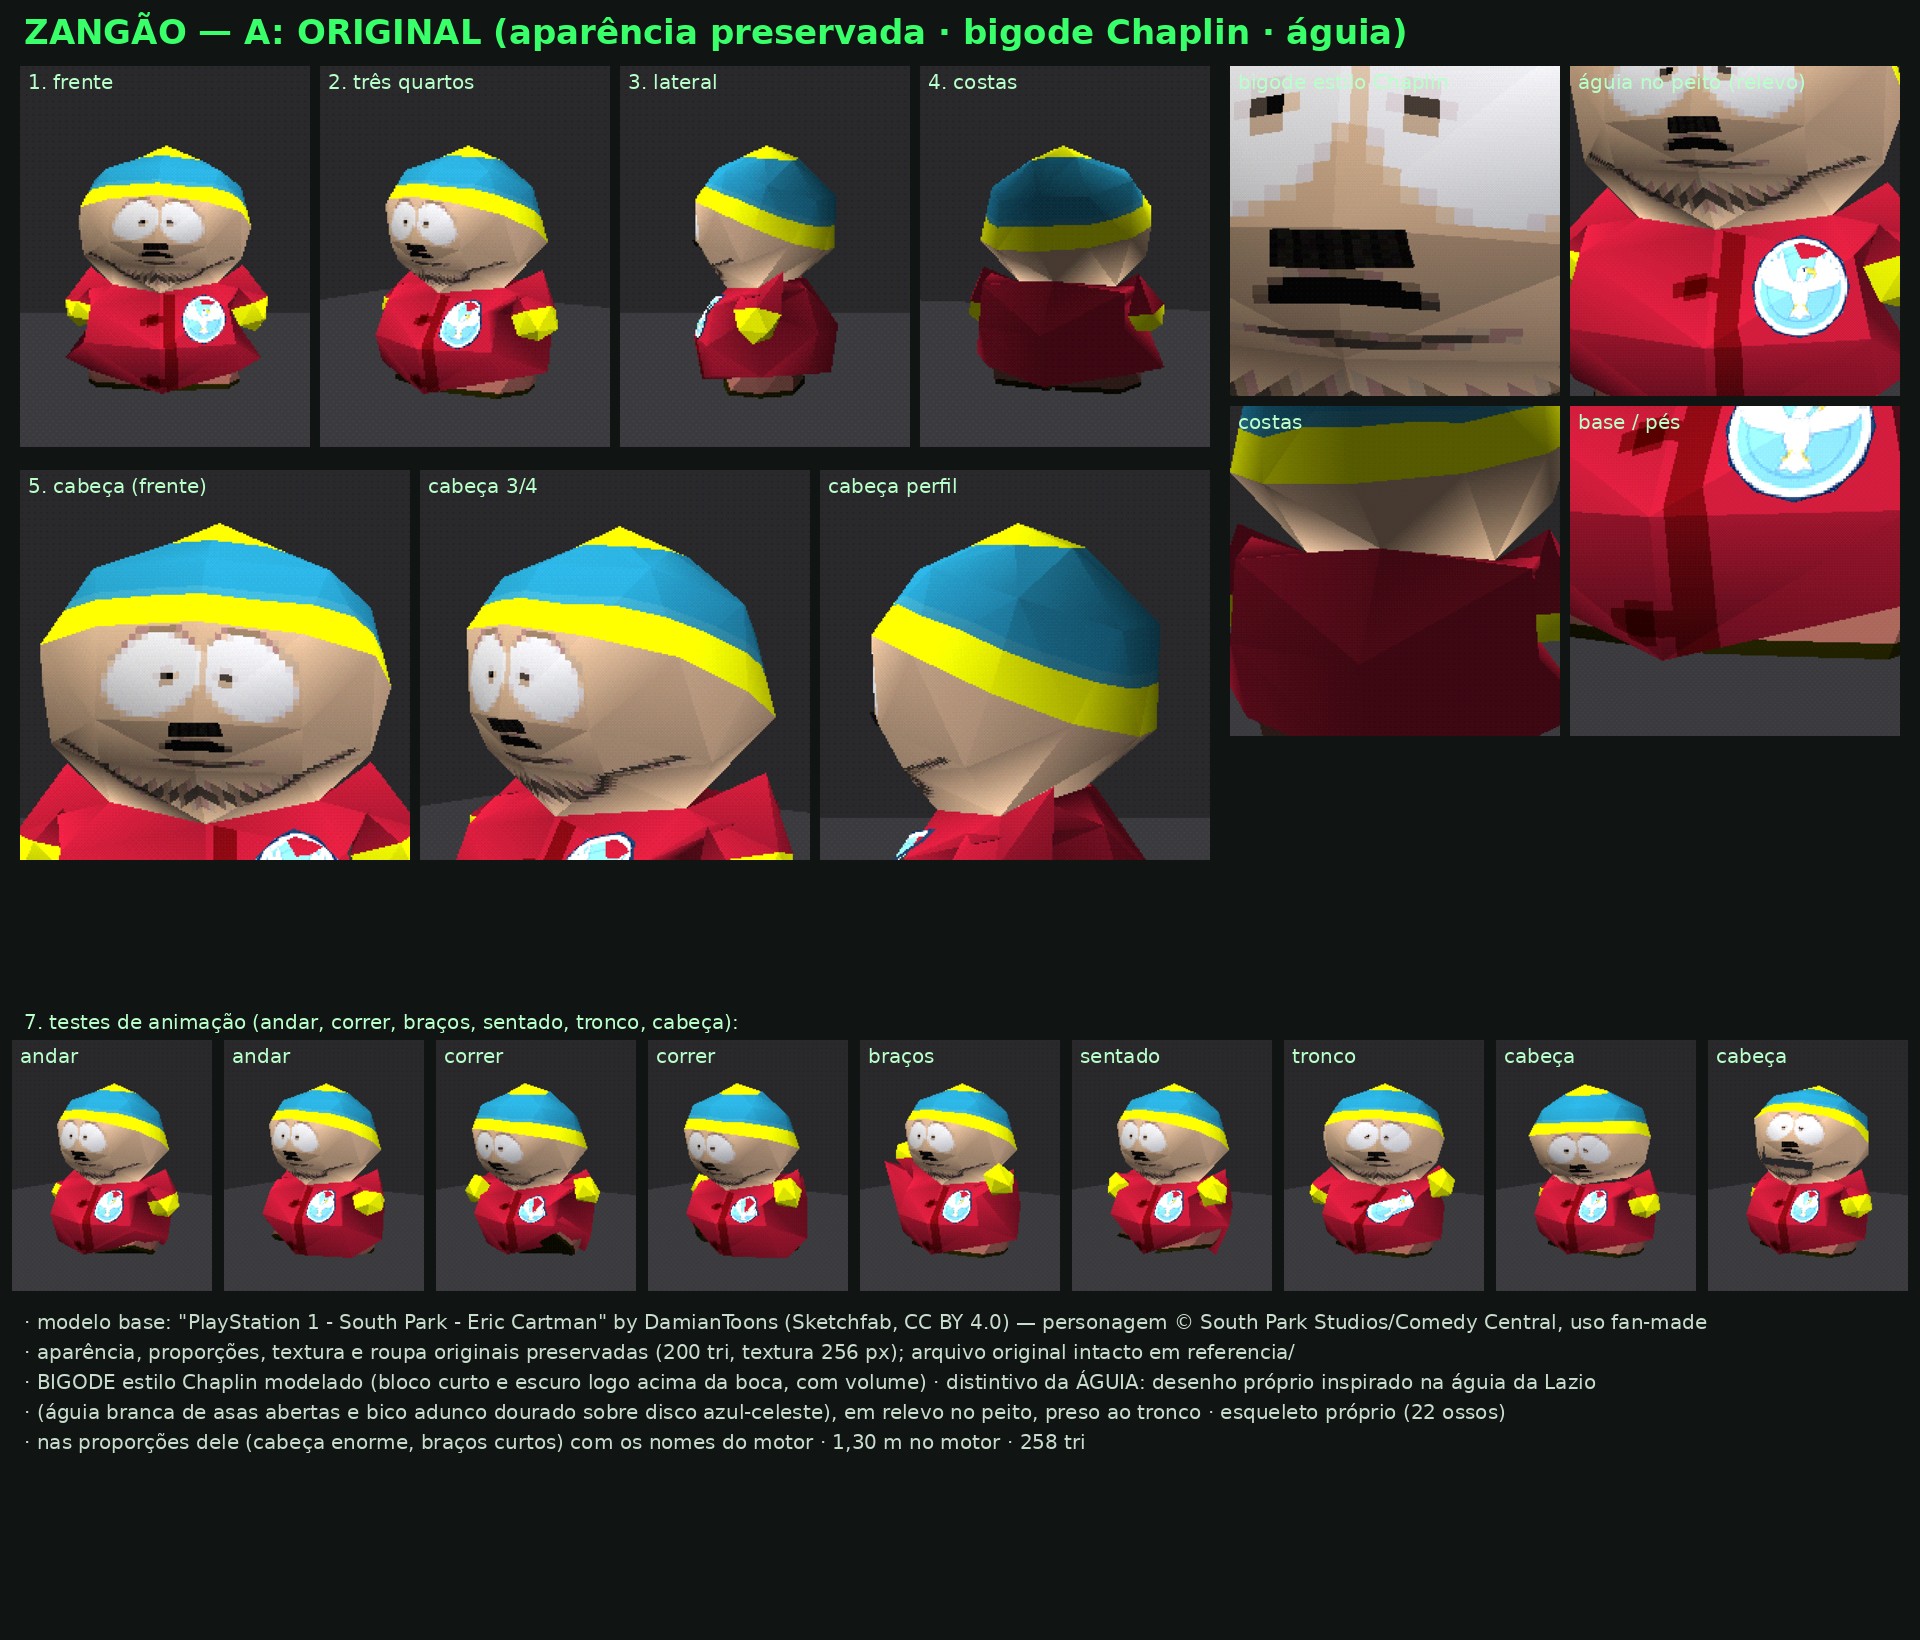 ZANGÃO — A: ORIGINAL (aparência preservada · bigode Chaplin · águia)
1. frente
2. três quartos
3. lateral
4. costas
bigode estilo Chaplin
águia no peito (relevo)
costas
base / pés
5. cabeça (frente)
cabeça 3/4
cabeça perfil
7. testes de animação (andar, correr, braços, sentado, tronco, cabeça):
andar
andar
correr
correr
braços
sentado
tronco
cabeça
cabeça
· modelo base: "PlayStation 1 - South Park - Eric Cartman" by DamianToons (Sketchfab, CC BY 4.0) — personagem © South Park Studios/Comedy Central, uso fan-made
· aparência, proporções, textura e roupa originais preservadas (200 tri, textura 256 px); arquivo original intacto em referencia/
· BIGODE estilo Chaplin modelado (bloco curto e escuro logo acima da boca, com volume) · distintivo da ÁGUIA: desenho próprio inspirado na águia da Lazio
· (águia branca de asas abertas e bico adunco dourado sobre disco azul-celeste), em relevo no peito, preso ao tronco · esqueleto próprio (22 ossos)
· nas proporções dele (cabeça enorme, braços curtos) com os nomes do motor · 1,30 m no motor · 258 tri